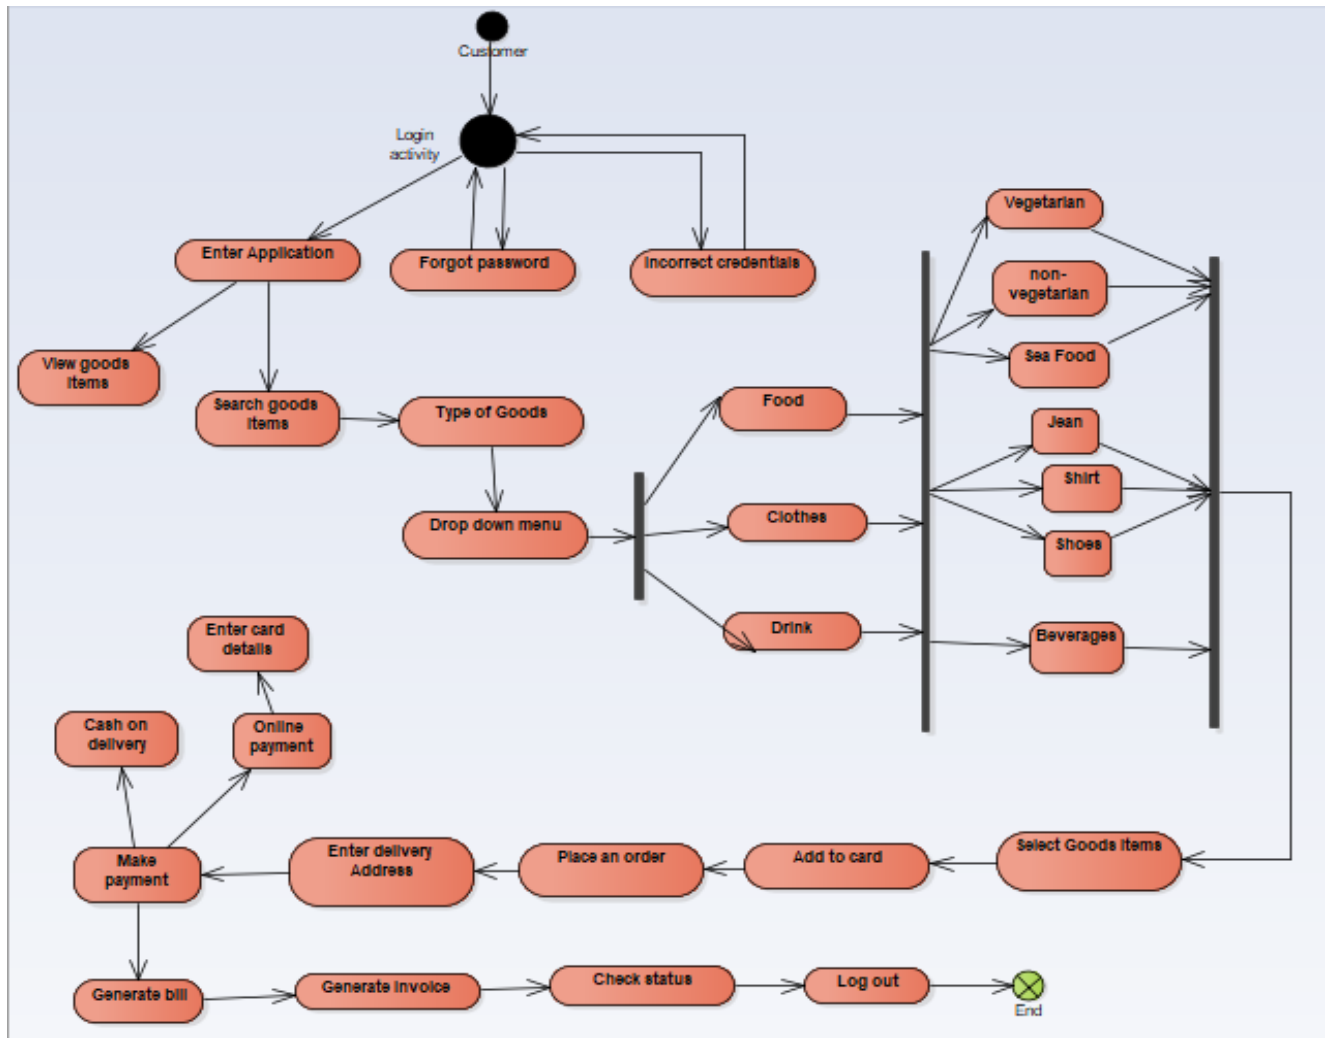 Customer
Login
activity
Enter Application
Forgot password
Incorrect credentials
Vegetarian
non-
vegetarian
Sea Food
View goods
items
Search goods
items
Type of Goods
Food
Jean
Shirt
Drop down menu
Clothes
Shoes
Enter card
details
Drink
Beverages
Cash on
delivery
Online
payment
Make
payment
Enter delivery
Address
Place an order
Add to card
Select Goods items
Generate bill
Generate invoice
Check status
Log out
End